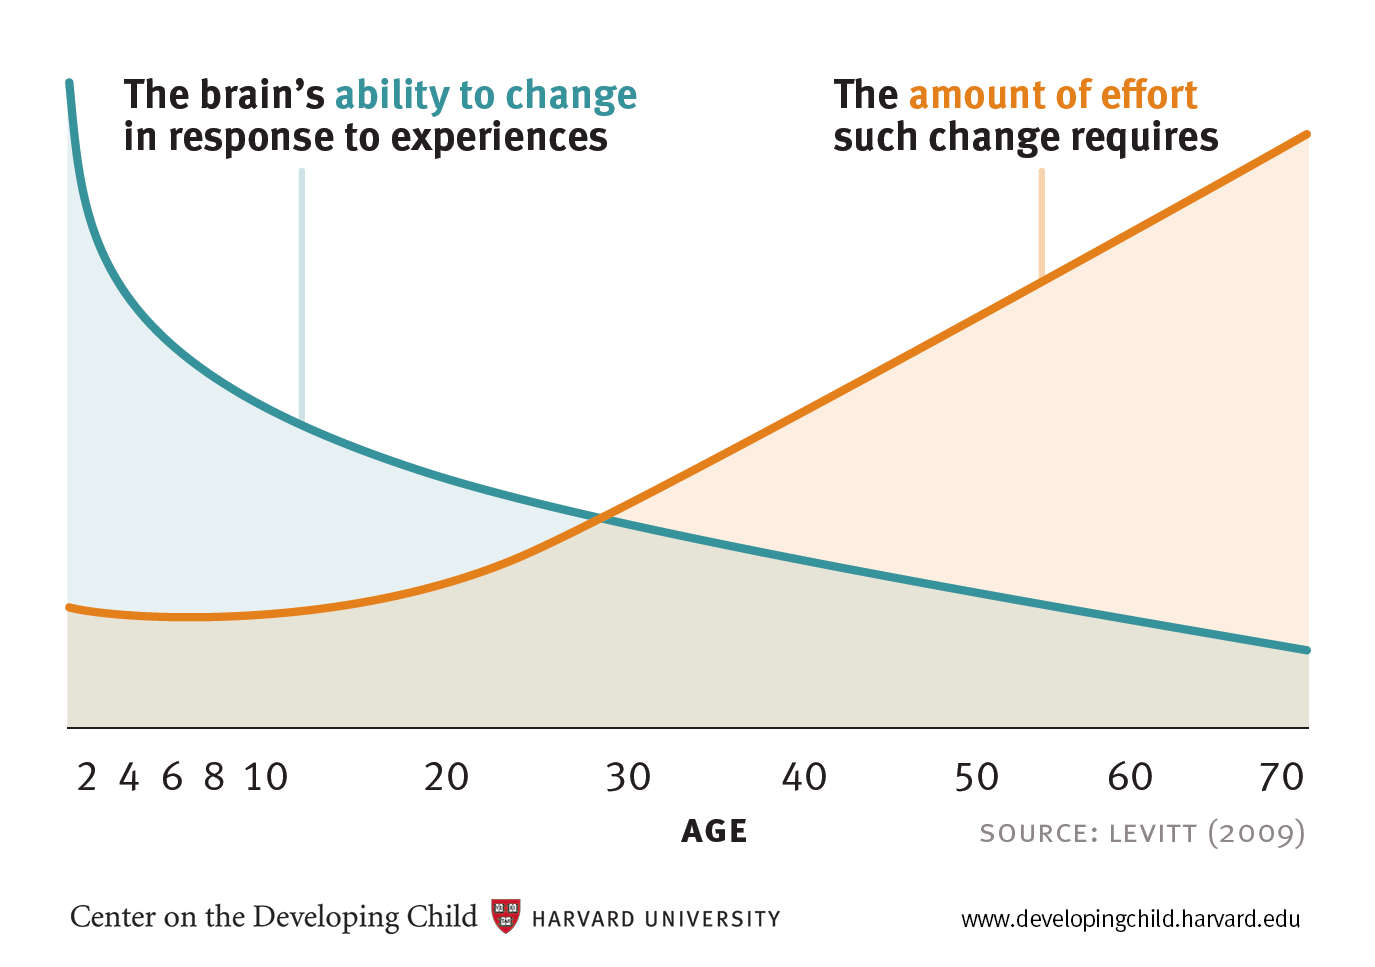 The brain’s ability to change
in response to experiences
The amount of effort
such change requires
2 4 6 8 10 20 30 40 50 60 70
AGE
SOURCE: LEVITT (2009)
Center on the Developing Child HARVARD UNIVERSITY
www.developingchild.harvard.edu